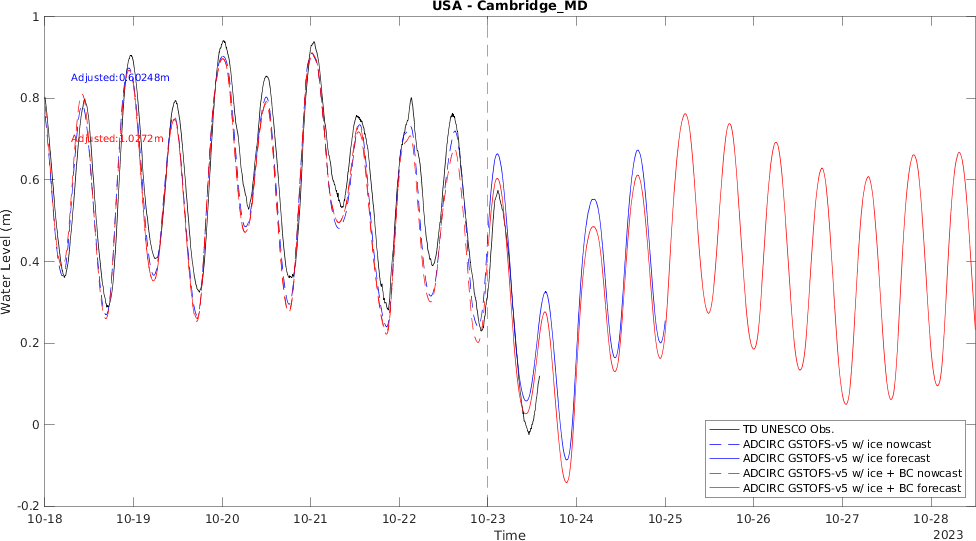 USA - Cambridge_MD
1
0.8
0.6
0.4
0.2
0
-0.2
Water Level (m)
Adjusted:0.60248m
Adjusted:1.0272m
TD UNESCO Obs.
ADCIRC GSTOFS-v5 w/ ice nowcast
ADCIRC GSTOFS-v5 w/ ice forecast
ADCIRC GSTOFS-v5 w/ ice + BC nowcast
ADCIRC GSTOFS-v5 w/ ice + BC forecast
10-18 10-19 10-20 10-21 10-22 10-23 10-24 10-25 10-26 10-27 10-28
Time
2023